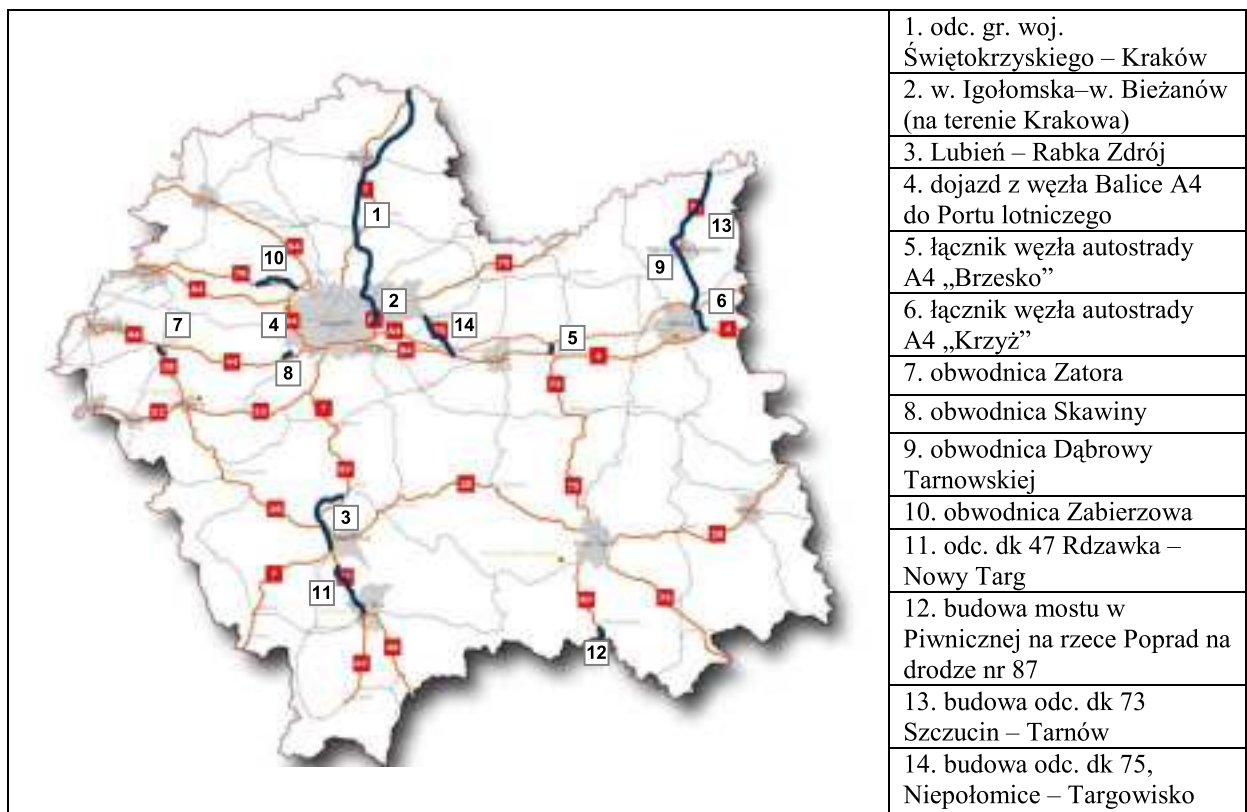 1
13
10
9
2
6
4
7
14
5
8
3
11
12
1. odc. gr. woj.
Świętokrzyskiego – Kraków
2. w. Igołomska–w. Bieżanów
(na terenie Krakowa)
3. Lubień – Rabka Zdrój
4. dojazd z węzła Balice A4
do Portu lotniczego
5. łącznik węzła autostrady
A4 „Brzesko”
6. łącznik węzła autostrady
A4 „Krzyż”
7. obwodnica Zatora
8. obwodnica Skawiny
9. obwodnica Dąbrowy
Tarnowskiej
10. obwodnica Zabierzowa
11. odc. dk 47 Rdzawka –
Nowy Targ
12. budowa mostu w
Piwnicznej na rzece Poprad na
drodze nr 87
13. budowa odc. dk 73
Szczucin – Tarnów
14. budowa odc. dk 75,
Niepołomice – Targowisko